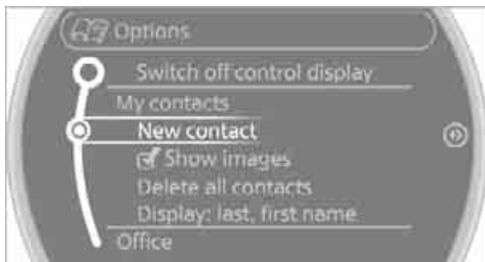 Options
Switch off control display
My contacts
New contact
Show images
Delete all contacts
Display: last, first name
Office